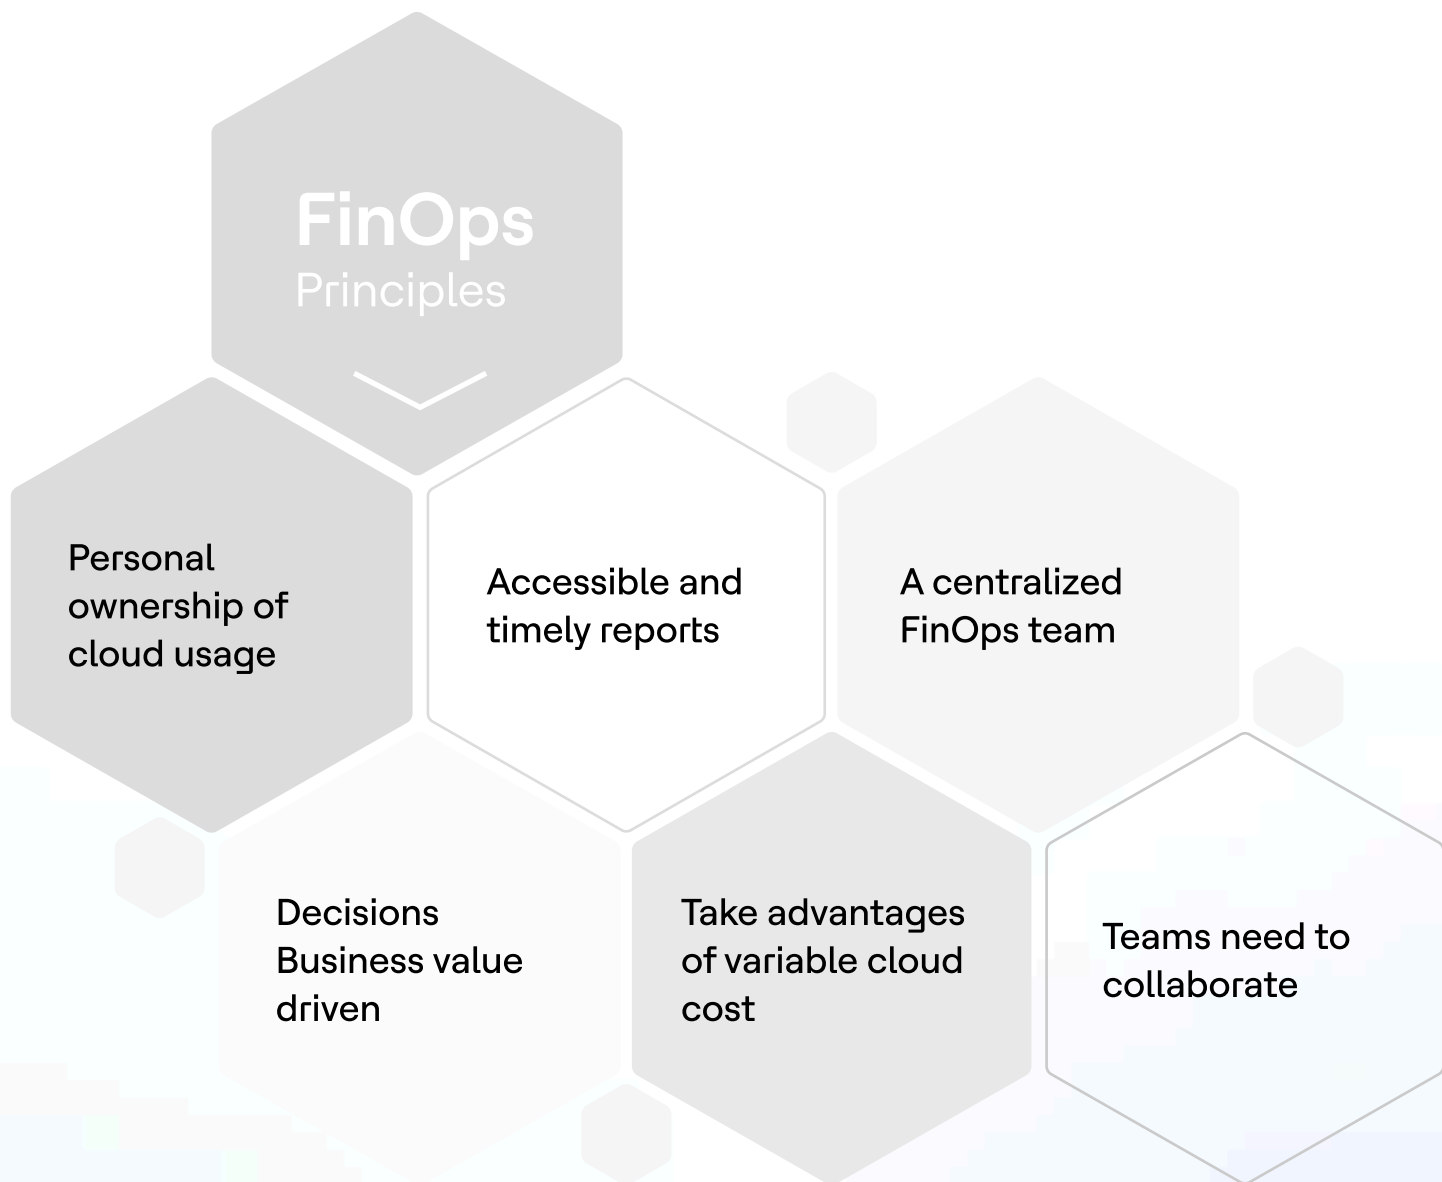 FinOps
Principles
Personal
ownership of
cloud usage
Accessible and
timely reports
A centralized
FinOps team
Decisions
Business value
driven
Take advantages
of variable cloud
cost
Teams need to
collaborate